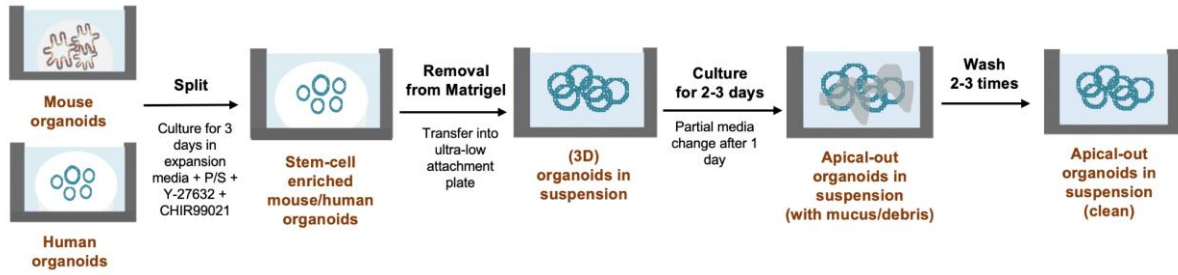 Mouse
organoids
Human
organoids
Split
Culture for 3
days in
expansion
media + P/S +
Y-27632 +
CHIR99021
Stem-cell
enriched
mouse/human
organoids
Removal
from Matrigel
Transfer into
ultra-low
attachment
plate
(3D)
organoids in
suspension
Culture
for 2-3 days
Partial media
change after 1
day
Apical-out
organoids in
suspension
(with mucus/debris)
Wash
2-3 times
Apical-out
organoids in
suspension
(clean)